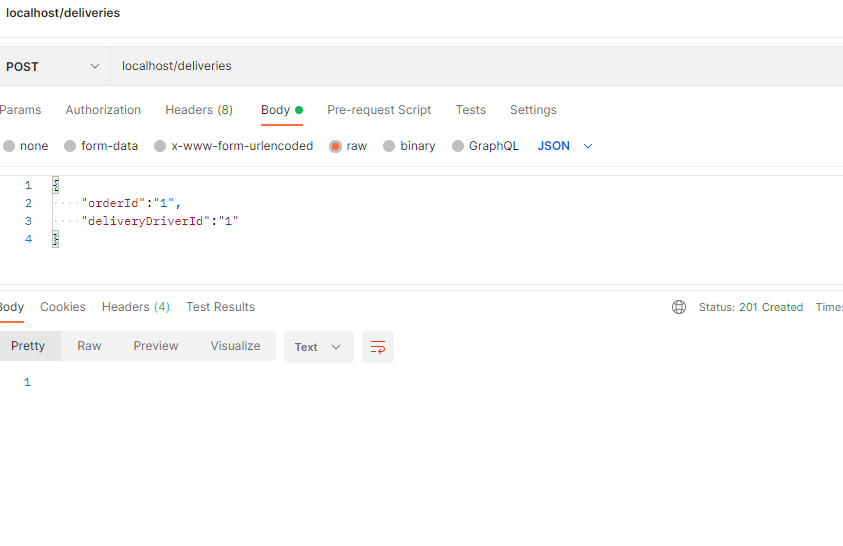 localhost/deliveries
POST localhost/deliveries
Params Authorization Headers (8) Body Pre-request Script Tests Settings
none form-data x-www-form-urlencoded raw binary GraphQL JSON
1 {
2 ····"orderId":"1",
3 ····"deliveryDriverId":"1"
4 }
Body Cookies Headers (4) Test Results Status: 201 Created Time:
Pretty Raw Preview Visualize Text
1